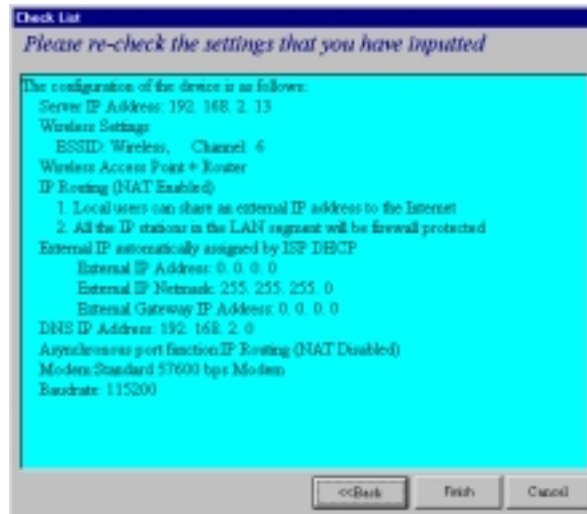 Check List
Please re-check the settings that you have inputted
The configuration of the device is as follows:
Server IP Address: 192. 168. 2. 13
Wireless Settings
ESSID: Wireless, Channel: 6
Wireless Access Point + Router
IP Routing (NAT Enabled)
1. Local users can share an external IP address to the Internet
2. All the IP stations in the LAN segment will be firewall protected
External IP automatically assigned by ISP DHCP
External IP Address: 0. 0. 0. 0
External IP Netmask: 255. 255. 255. 0
External Gateway IP Address: 0. 0. 0. 0
DNS IP Address: 192. 168. 2. 0
Asynchronous port function:IP Routing (NAT Disabled)
Modem:Standard 57600 bps Modem
Baudrate: 115200
<<Back Finish Cancel